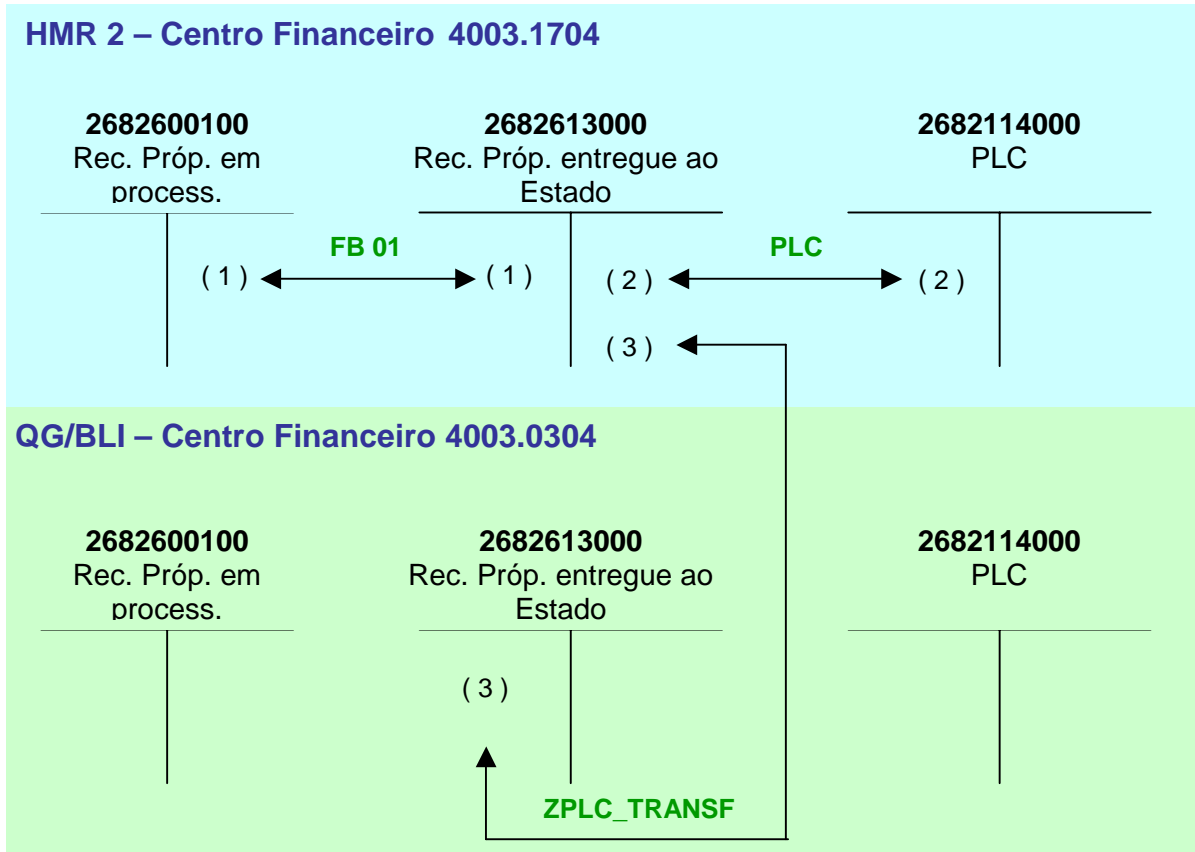 HMR 2 – Centro Financeiro 4003.1704
2682600100 2682613000 2682114000
Rec. Próp. em Rec. Próp. entregue ao PLC
process. Estado
FB 01 PLC
( 1 ) ( 1 ) ( 2 ) ( 2 )
( 3 )
QG/BLI – Centro Financeiro 4003.0304
2682600100 2682613000 2682114000
Rec. Próp. em Rec. Próp. entregue ao PLC
process. Estado
( 3 )
ZPLC_TRANSF